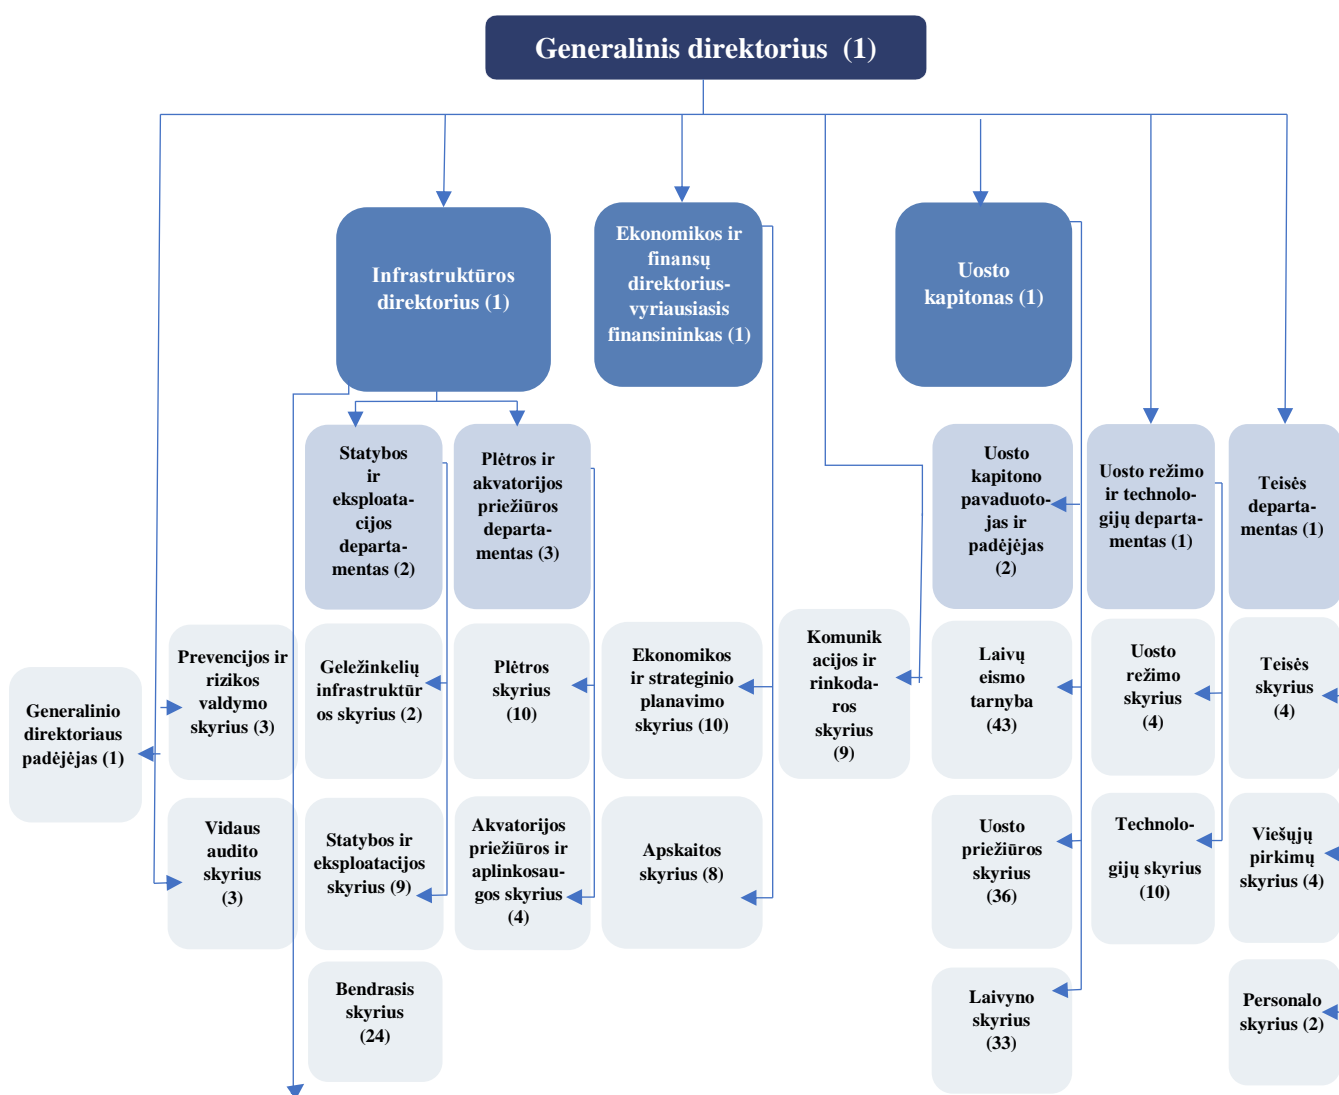 Generalinis direktorius  (1)
Infrastruktūros
direktorius (1)
Ekonomikos ir
finansų
direktorius-
vyriausiasis
finansininkas (1)
Uosto
kapitonas (1)
Statybos
ir
eksploata-
cijos
departa-
mentas (2)
Plėtros ir
akvatorijos
priežiūros
departa-
mentas (3)
Uosto
kapitono
pavaduoto-
jas ir
padėjėjas
(2)
Uosto režimo
ir technolo-
gijų departa-
mentas (1)
Teisės
departa-
mentas (1)
Generalinio
direktoriaus
padėjėjas (1)
Prevencijos ir
rizikos
valdymo
skyrius (3)
Geležinkelių
infrastruktūr
os skyrius (2)
Plėtros
skyrius
(10)
Ekonomikos
ir strateginio
planavimo
skyrius (10)
Komunik
acijos ir
rinkoda-
ros
skyrius
(9)
Laivų
eismo
tarnyba
(43)
Uosto
režimo
skyrius
(4)
Teisės
skyrius
(4)
Vidaus
audito
skyrius
(3)
Statybos ir
eksploatacijos
skyrius (9)
Akvatorijos
priežiūros ir
aplinkosau-
gos skyrius
(4)
Apskaitos
skyrius (8)
Uosto
priežiūros
skyrius
(36)
Technolo-
gijų skyrius
(10)
Viešųjų
pirkimų
skyrius (4)
Bendrasis
skyrius
(24)
Laivyno
skyrius
(33)
Personalo
skyrius (2)